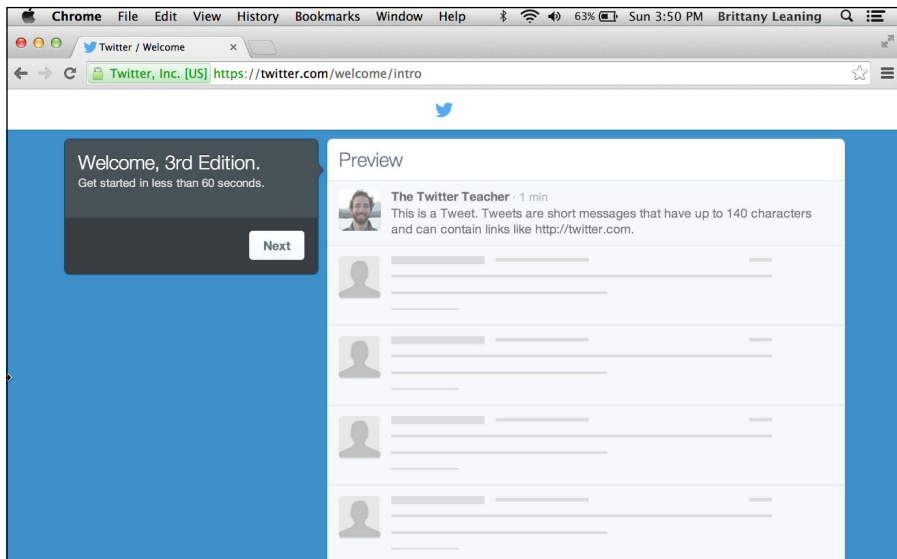 Chrome File Edit View History Bookmarks Window Help 63% Sun 3:50 PM Brittany Leaning
Twitter / Welcome
Twitter, Inc. [US] https://twitter.com/welcome/intro
Welcome, 3rd Edition.
Get started in less than 60 seconds.
Next
Preview
The Twitter Teacher · 1 min
This is a Tweet. Tweets are short messages that have up to 140 characters
and can contain links like http://twitter.com.